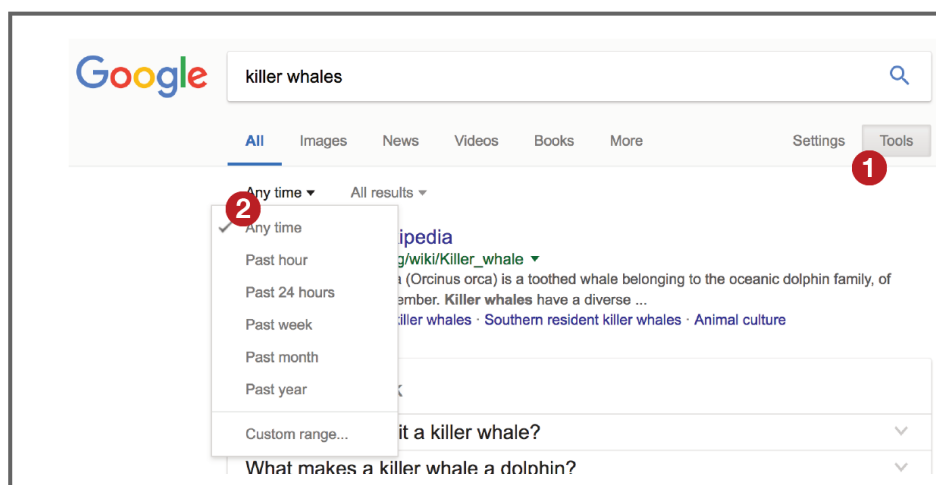 Google killer whales
All Images News Videos Books More Settings Tools
1
Any time ▾ All results ▾
2
Any time
Past hour
Past 24 hours
Past week
Past month
Past year
Custom range...
ipedia
g/wiki/Killer_whale ▾
a (Orcinus orca) is a toothed whale belonging to the oceanic dolphin family, of
ember. Killer whales have a diverse ...
iller whales · Southern resident killer whales · Animal culture
it a killer whale?
What makes a killer whale a dolphin?